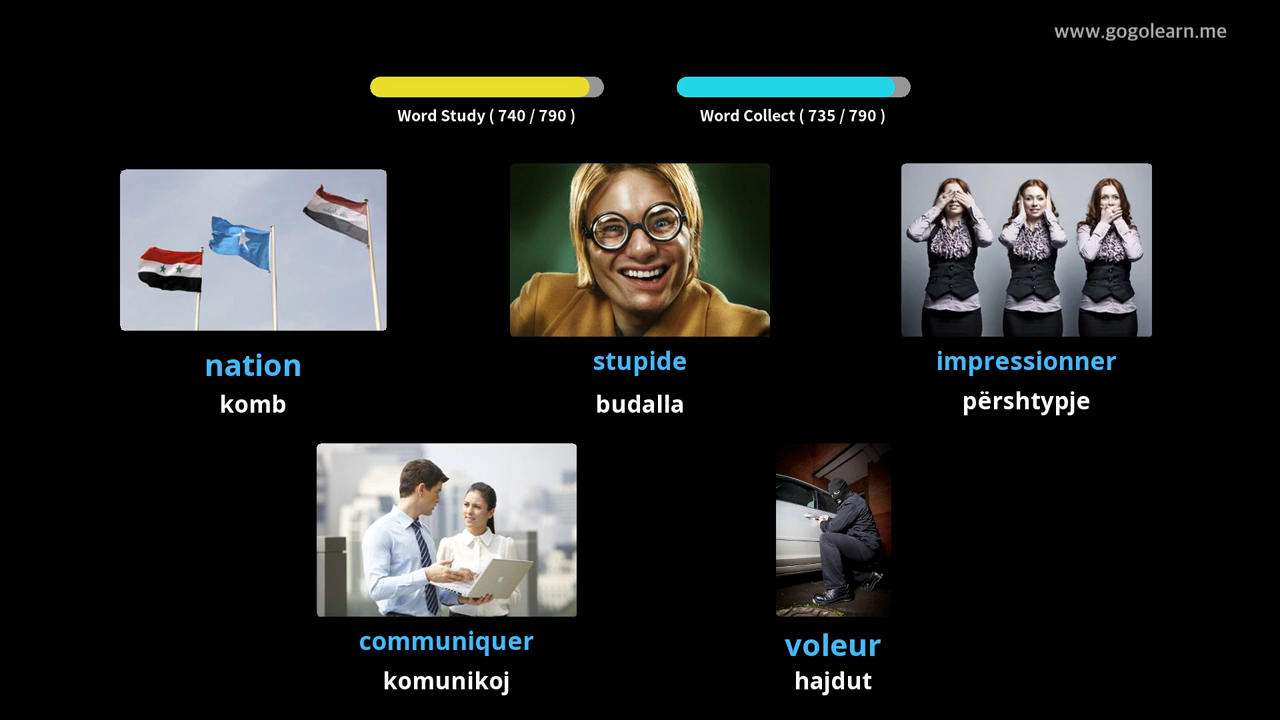 www.gogolearn.me
Word Study ( 740 / 790 )
Word Collect ( 735 / 790 )
nation
komb
stupide
budalla
impressionner
përshtypje
communiquer
komunikoj
voleur
hajdut